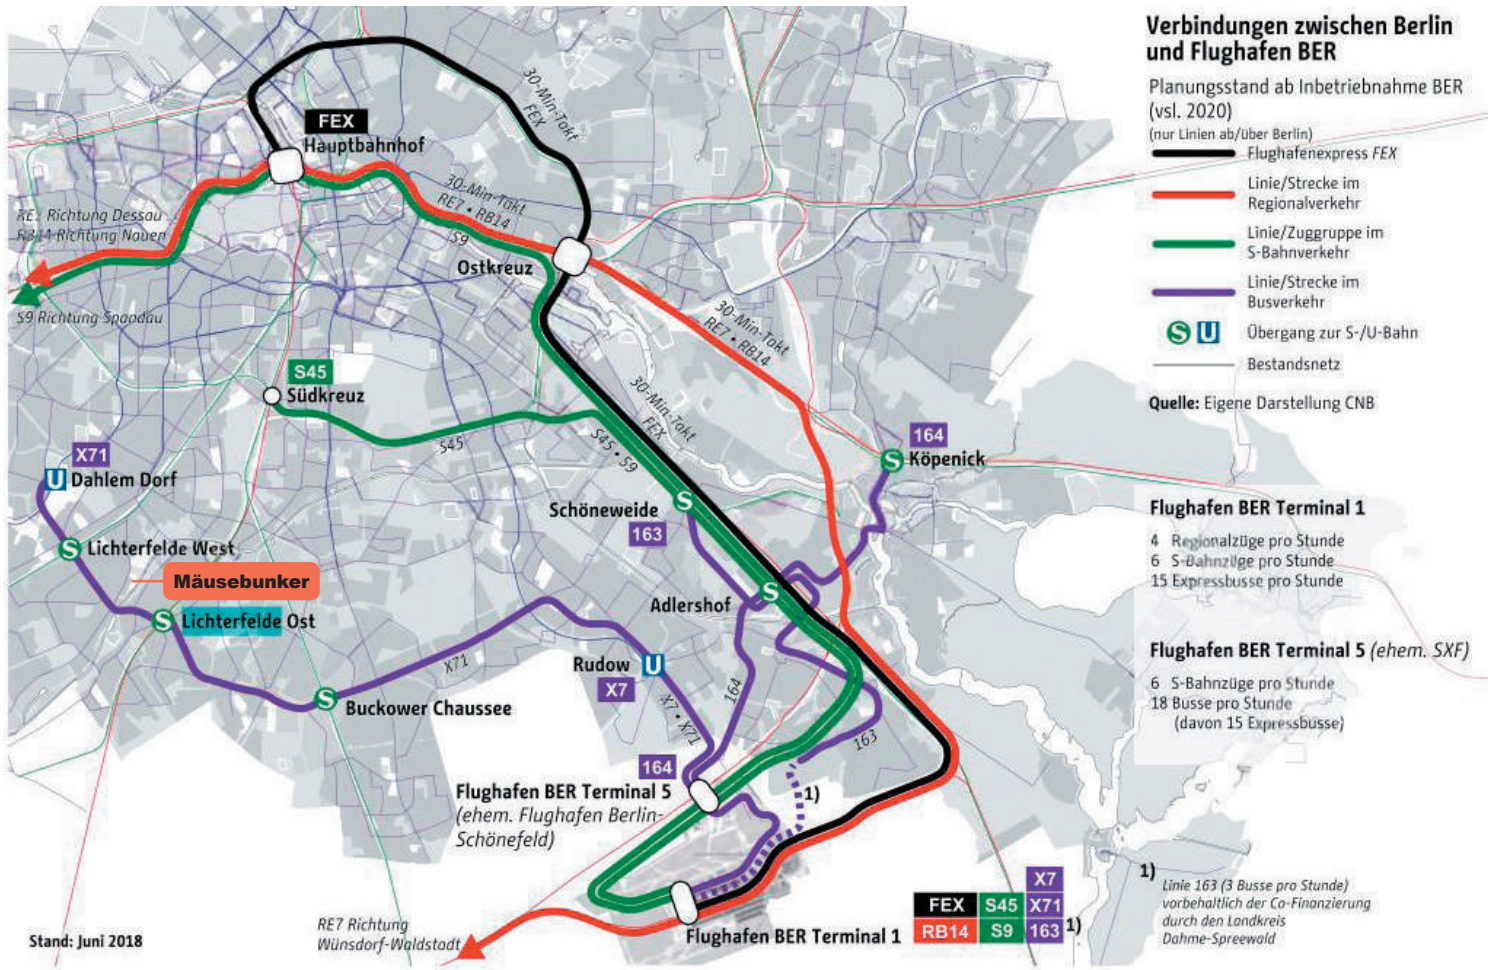 Verbindungen zwischen Berlin
und Flughafen BER
Planungsstand ab Inbetriebnahme BER
(vsl. 2020)
(nur Linien ab/über Berlin)
Flughafenexpress FEX
Linie/Strecke im
Regionalverkehr
Linie/Zuggruppe im
S-Bahnverkehr
Linie/Strecke im
Busverkehr
S U Übergang zur S-/U-Bahn
Bestandsnetz
Quelle: Eigene Darstellung CNB
Flughafen BER Terminal 1
4 Regionalzüge pro Stunde
6 S-Bahnzüge pro Stunde
15 Expressbusse pro Stunde
Flughafen BER Terminal 5 (ehem. SXF)
6 S-Bahnzüge pro Stunde
18 Busse pro Stunde
(davon 15 Expressbusse)
1)
Linie 163 (3 Busse pro Stunde)
vorbehaltlich der Co-Finanzierung
durch den Landkreis
Dahme-Spreewald
FEX
Hauptbahnhof
30-Min-Takt
FEX
30-Min-Takt
RE7 • RB14
S9
RE7 Richtung Dessau
RB14 Richtung Nauen
S9 Richtung Spandau
Ostkreuz
30-Min-Takt
RE7 • RB14
S45
Südkreuz
30-Min-Takt
FEX
S45 • S9
S45
164
S Köpenick
X71
U Dahlem Dorf
S
Schöneweide
163
S Lichterfelde West
Mäusebunker
S Lichterfelde Ost
S
Adlershof
X71
Rudow U
X7
164
X7 • X71
S
Buckower Chaussee
163
164
Flughafen BER Terminal 5
(ehem. Flughafen Berlin-
Schönefeld)
1)
X7
FEX S45 X71
RB14 S9 163 1)
RE7 Richtung
Wünsdorf-Waldstadt
Flughafen BER Terminal 1
Stand: Juni 2018